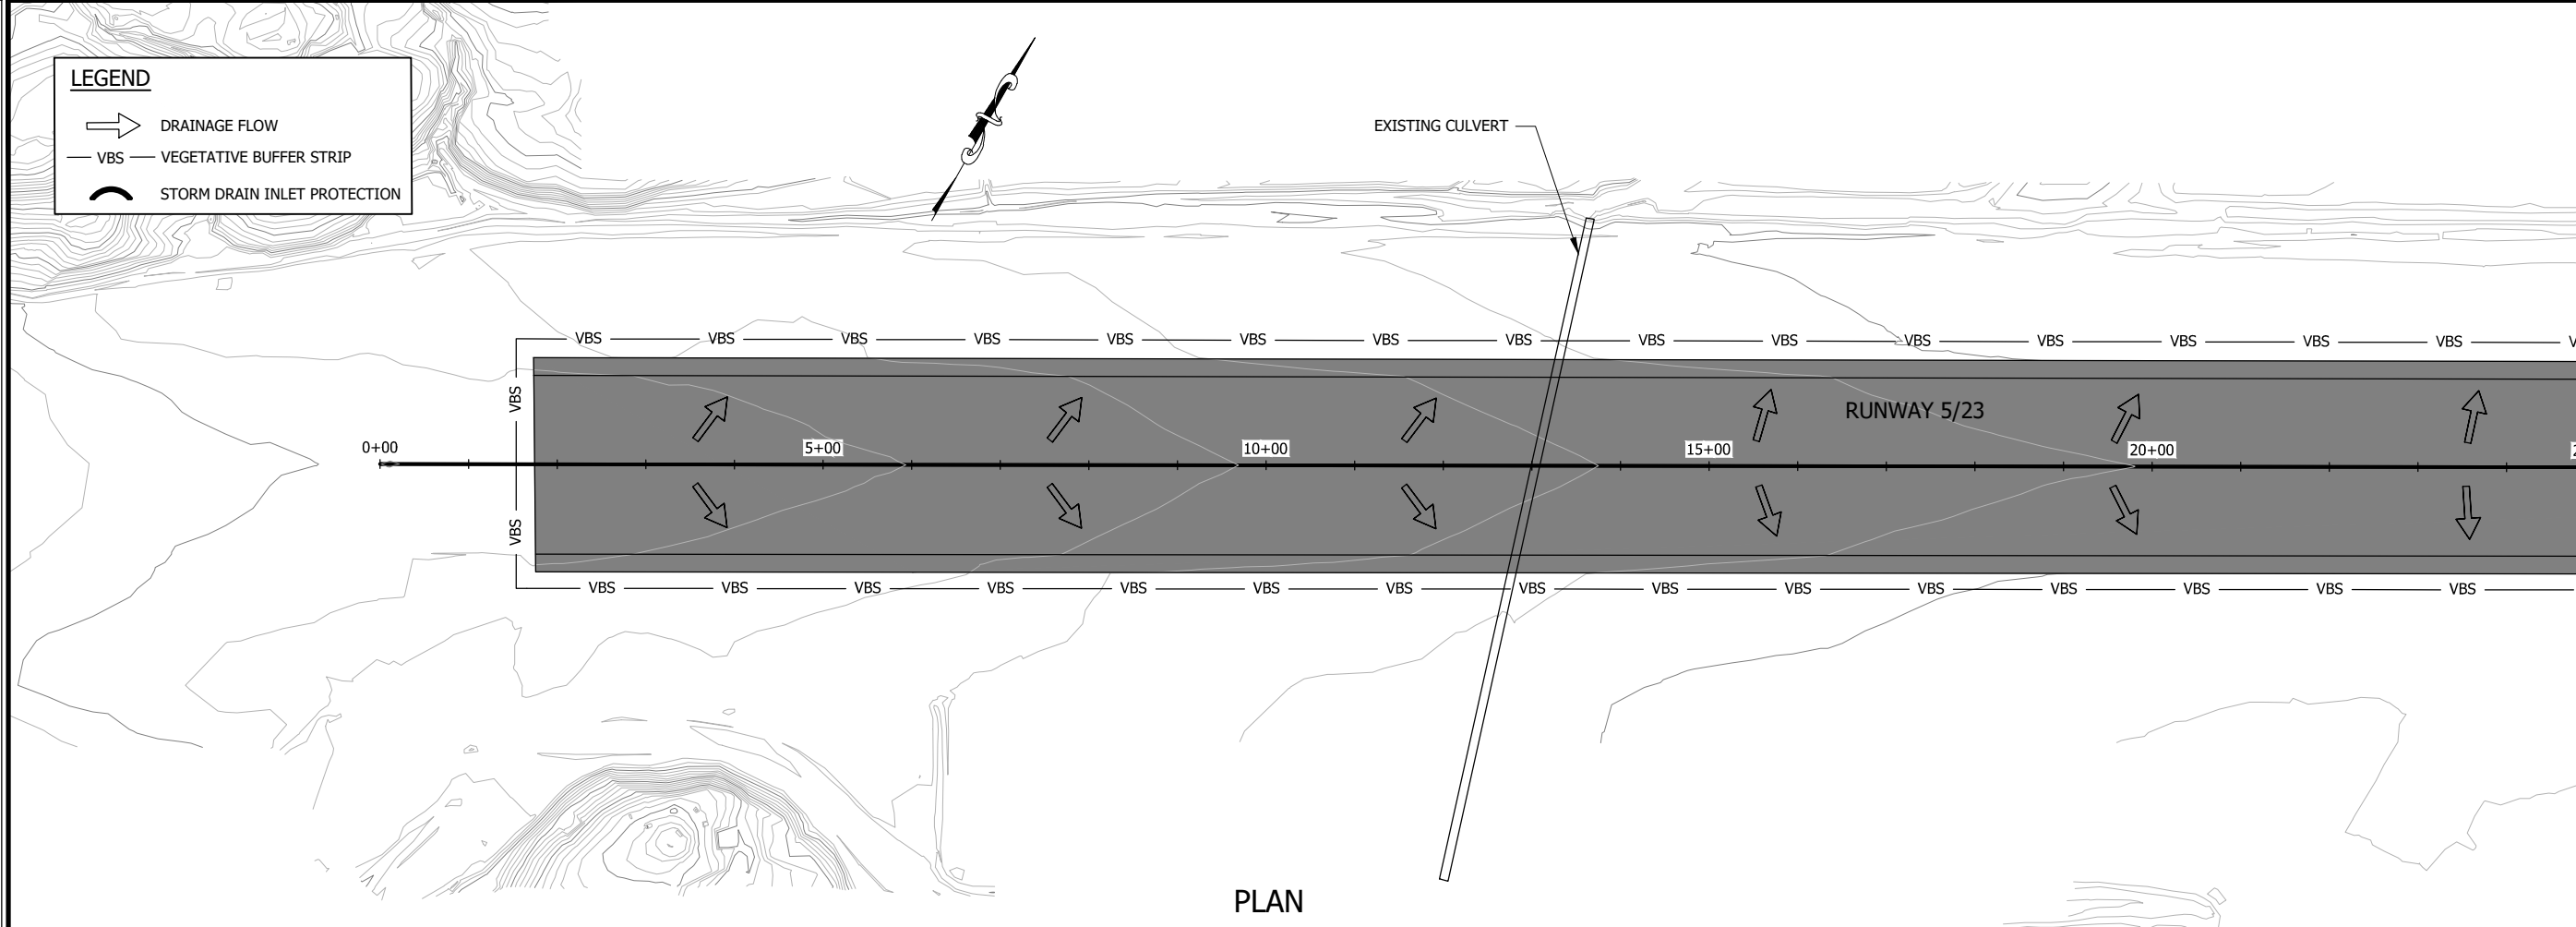 LEGEND
DRAINAGE FLOW
VBS VEGETATIVE BUFFER STRIP
STORM DRAIN INLET PROTECTION
EXISTING CULVERT
VBS VBS VBS VBS VBS VBS VBS VBS VBS VBS VBS VBS VBS VBS VBS
VBS
RUNWAY 5/23
0+00 5+00 10+00 15+00 20+00
VBS
VBS VBS VBS VBS VBS VBS VBS VBS VBS VBS VBS VBS VBS VBS VBS
PLAN